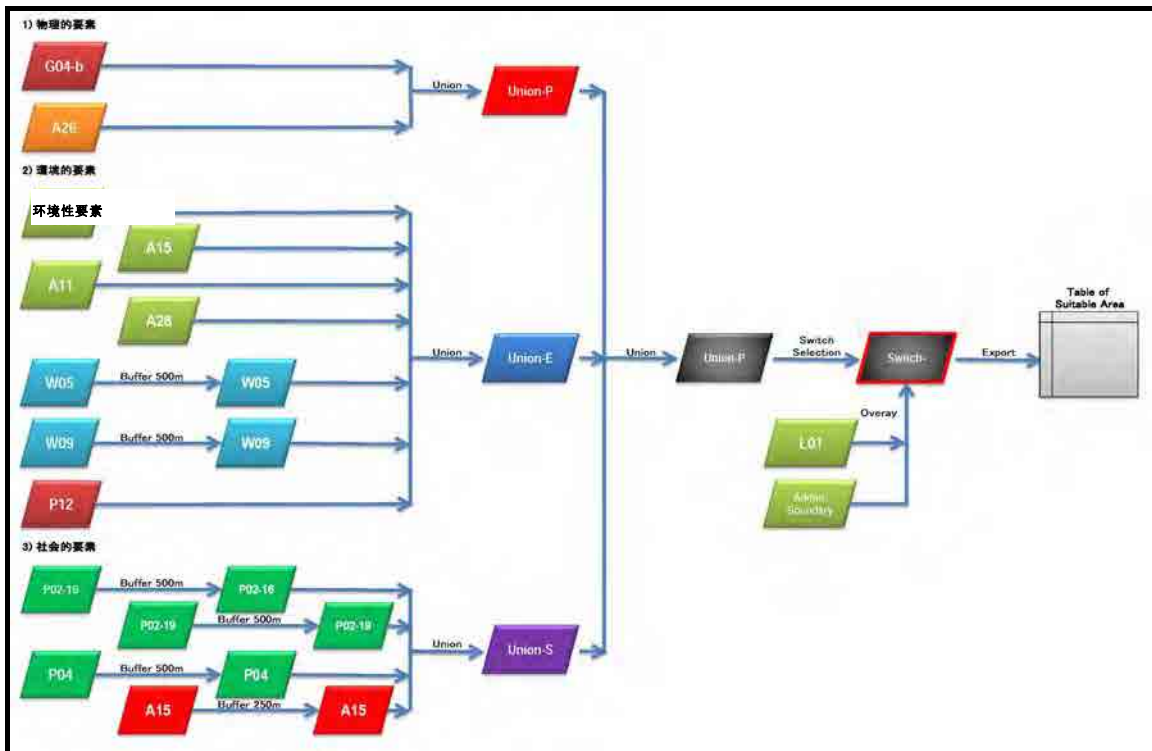 1) 物理的要素
G04-b
Union
Union-P
A26
2) 環境的要素
环境性要素
A15
A11
A26
Union
Union-E
Union
Union-P
Switch
Selection
Switch-
Export
Table of
Suitable Area
W05
Buffer 500m
W05
Overay
W09
Buffer 500m
W09
L01
P12
Admin
Boundary
3) 社会的要素
P02-16
Buffer 500m
P02-16
P02-19
Buffer 500m
P02-19
Union
Union-S
P04
Buffer 500m
P04
A15
Buffer 250m
A15